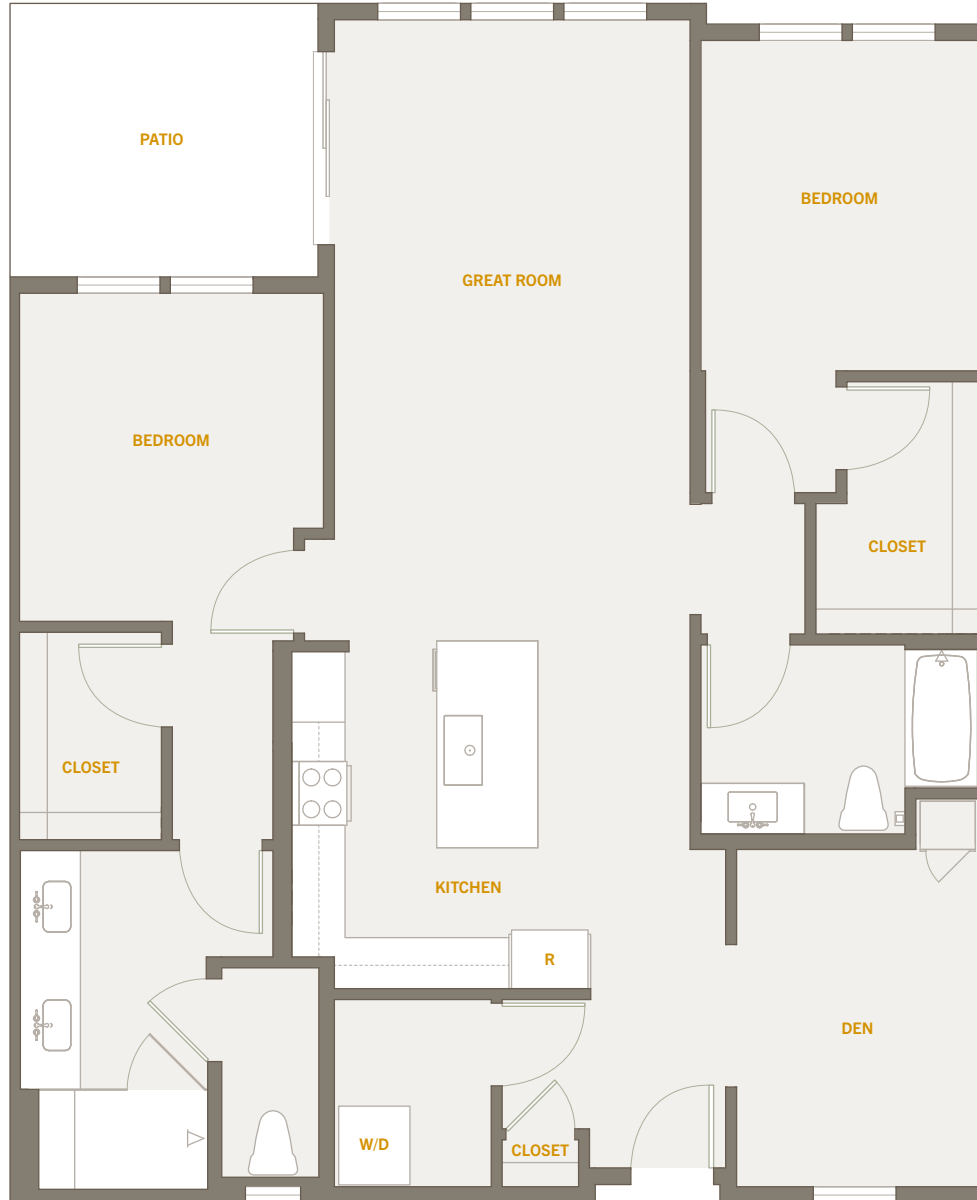 PATIO
BEDROOM
GREAT ROOM
BEDROOM
CLOSET
CLOSET
KITCHEN
R
DEN
W/D
CLOSET